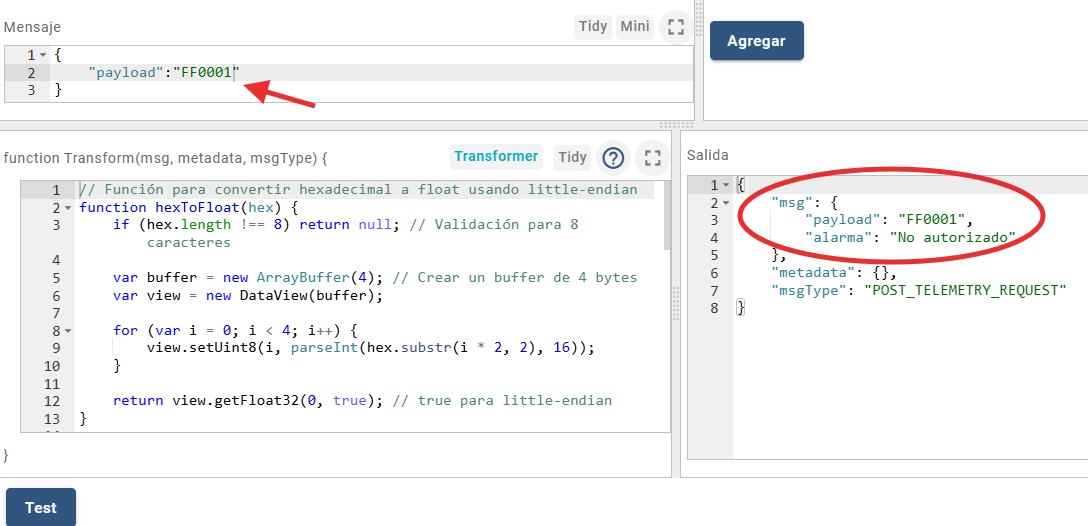 Mensaje
Tidy
Mini
Agregar
1 {
2 "payload":"FF0001"
3 }
function Transform(msg, metadata, msgType) {
Transformer
Tidy
?
1 // Función para convertir hexadecimal a float usando little-endian
2 function hexToFloat(hex) {
3 if (hex.length !== 8) return null; // Validación para 8
caracteres
4
5 var buffer = new ArrayBuffer(4); // Crear un buffer de 4 bytes
6 var view = new DataView(buffer);
7
8 for (var i = 0; i < 4; i++) {
9 view.setUint8(i, parseInt(hex.substr(i * 2, 2), 16));
10 }
11
12 return view.getFloat32(0, true); // true para little-endian
13 }
}
Salida
1 {
2 "msg": {
3 "payload": "FF0001",
4 "alarma": "No autorizado"
5 },
6 "metadata": {},
7 "msgType": "POST_TELEMETRY_REQUEST"
8 }
Test